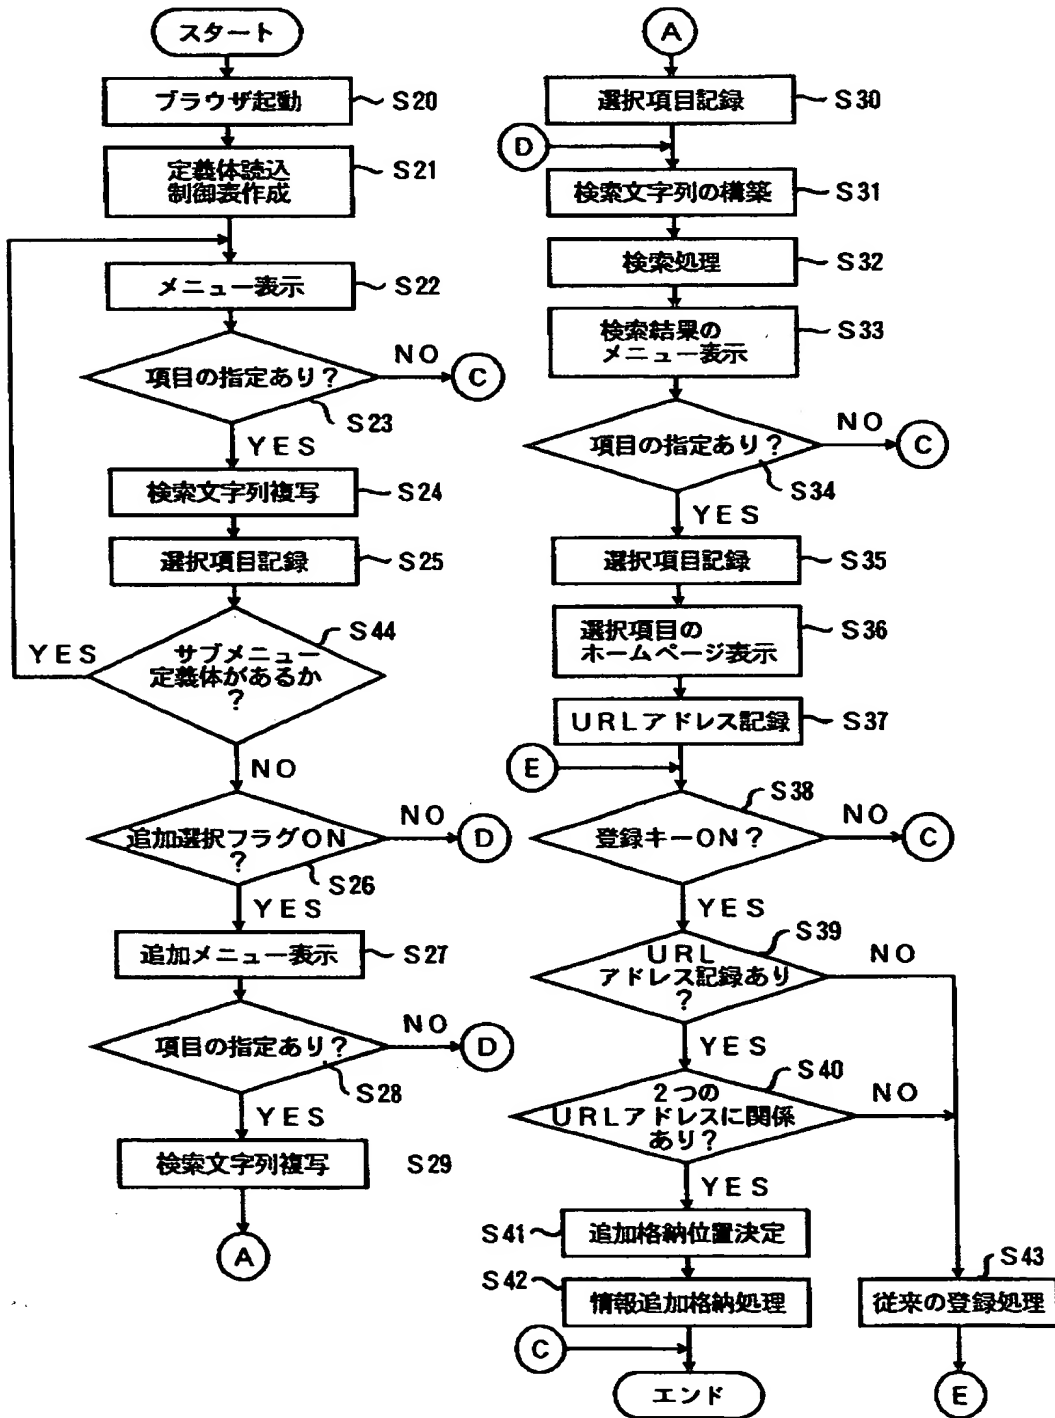 スタート
ブラウザ起動
S20
定義体読込
制御表作成
S21
メニュー表示
S22
項目の指定あり?
NO
C
S23
YES
検索文字列複写
S24
選択項目記録
S25
S44
YES
サブメニュー
定義体があるか
?
NO
追加選択フラグON
?
NO
D
S26
YES
追加メニュー表示
S27
項目の指定あり?
NO
D
S28
YES
検索文字列複写
S29
A
A
選択項目記録
S30
D
検索文字列の構築
S31
検索処理
S32
検索結果の
メニュー表示
S33
項目の指定あり?
NO
C
S34
YES
選択項目記録
S35
選択項目の
ホームページ表示
S36
URLアドレス記録
S37
E
S38
登録キーON?
NO
C
YES
S39
URL
アドレス記録あり
?
NO
YES
S40
2つの
URLアドレスに関係
あり?
NO
YES
S41
追加格納位置決定
S42
情報追加格納処理
S43
従来の登録処理
C
エンド
E